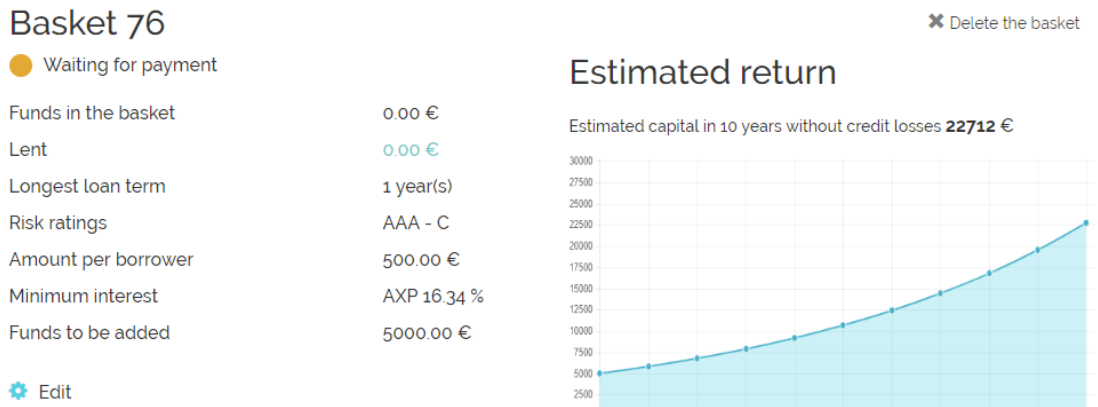 Basket 76
Waiting for payment
Funds in the basket 0.00 €
Lent 0.00 €
Longest loan term 1 year(s)
Risk ratings AAA - C
Amount per borrower 500.00 €
Minimum interest AXP 16.34 %
Funds to be added 5000.00 €
Edit
Delete the basket
Estimated return
Estimated capital in 10 years without credit losses 22712 €
30000
27500
25000
22500
20000
17500
15000
12500
10000
7500
5000
2500